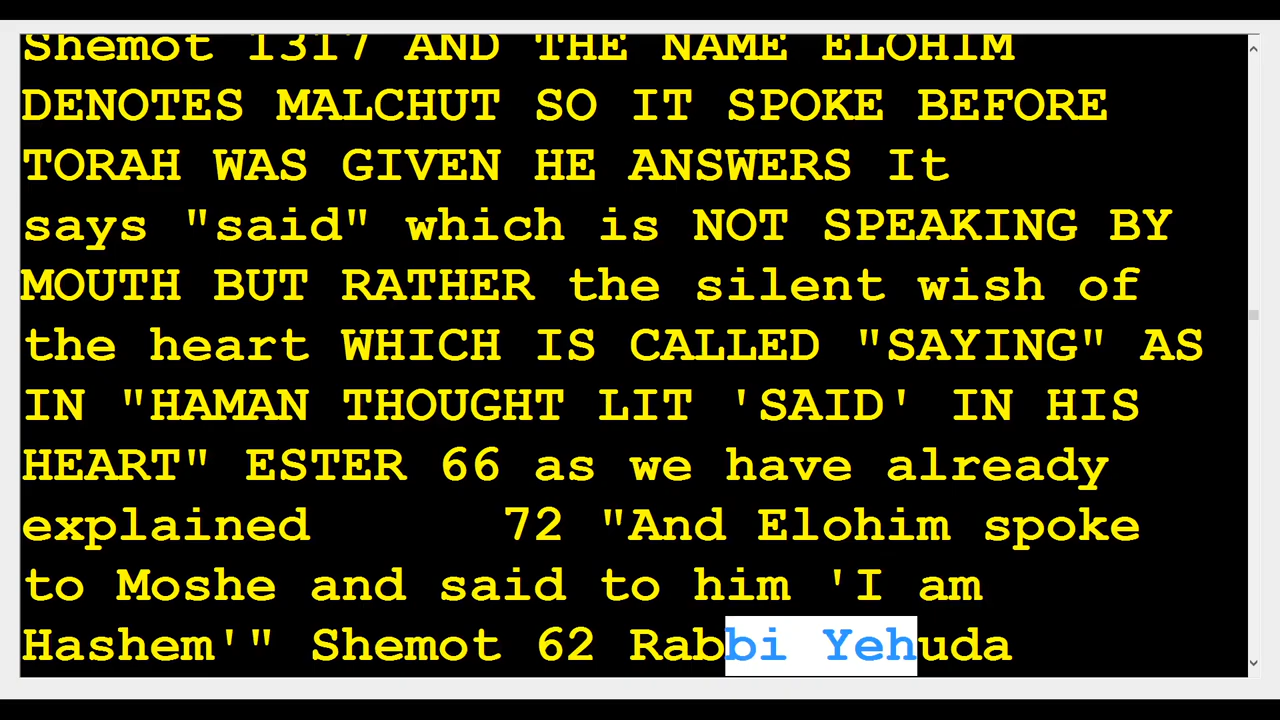 Shemot 1317 AND THE NAME ELOHIM
DENOTES MALCHUT SO IT SPOKE BEFORE
TORAH WAS GIVEN HE ANSWERS It
says "said" which is NOT SPEAKING BY
MOUTH BUT RATHER the silent wish of
the heart WHICH IS CALLED "SAYING" AS
IN "HAMAN THOUGHT LIT 'SAID' IN HIS
HEART" ESTER 66 as we have already
explained      72 "And Elohim spoke
to Moshe and said to him 'I am
Hashem'" Shemot 62 Rabbi Yehuda